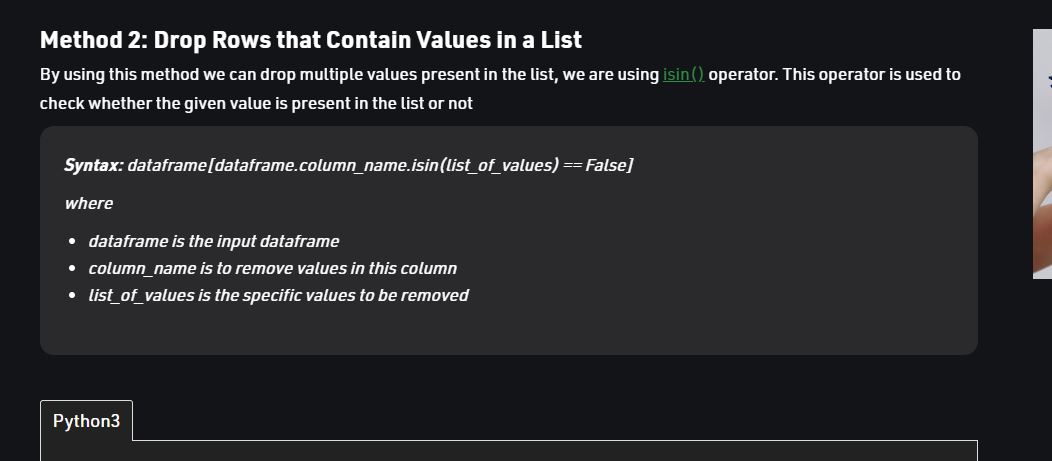 Method 2: Drop Rows that Contain Values in a List
By using this method we can drop multiple values present in the list, we are using isin() operator. This operator is used to
check whether the given value is present in the list or not
Syntax: dataframe[dataframe.column_name.isin(list_of_values) == False]
where
• dataframe is the input dataframe
• column_name is to remove values in this column
• list_of_values is the specific values to be removed
Python3